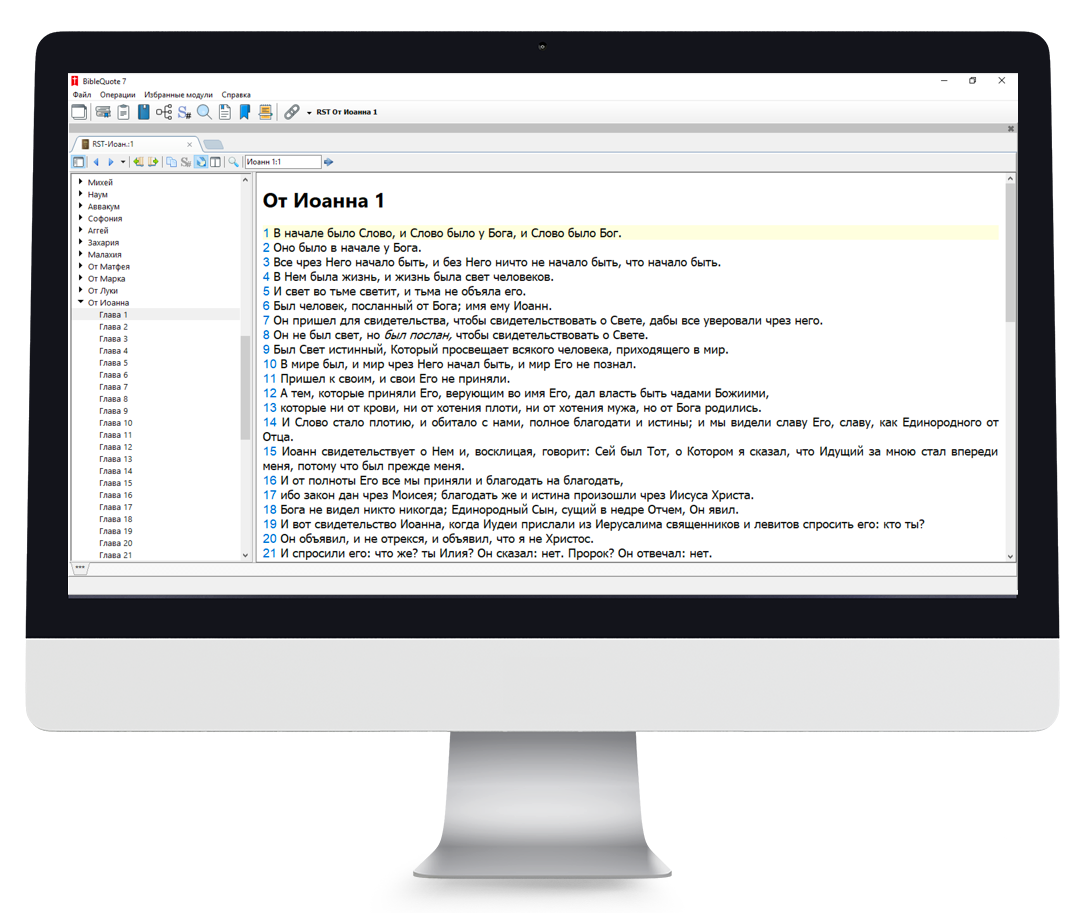 BibleQuote 7
Файл Операции Избранные модули Справка
S# RST От Иоанна 1
RST-Иоан.:1
S# Иоанн 1:1
Михей
Наум
Аввакум
Софония
Аггей
Захария
Малахия
От Матфея
От Марка
От Луки
От Иоанна
Глава 1
Глава 2
Глава 3
Глава 4
Глава 5
Глава 6
Глава 7
Глава 8
Глава 9
Глава 10
Глава 11
Глава 12
Глава 13
Глава 14
Глава 15
Глава 16
Глава 17
Глава 18
Глава 19
Глава 20
Глава 21
От Иоанна 1
1 В начале было Слово, и Слово было у Бога, и Слово было Бог.
2 Оно было в начале у Бога.
3 Все чрез Него начало быть, и без Него ничто не начало быть, что начало быть.
4 В Нем была жизнь, и жизнь была свет человеков.
5 И свет во тьме светит, и тьма не объяла его.
6 Был человек, посланный от Бога; имя ему Иоанн.
7 Он пришел для свидетельства, чтобы свидетельствовать о Свете, дабы все уверовали чрез него.
8 Он не был свет, но был послан, чтобы свидетельствовать о Свете.
9 Был Свет истинный, Который просвещает всякого человека, приходящего в мир.
10 В мире был, и мир чрез Него начал быть, и мир Его не познал.
11 Пришел к своим, и свои Его не приняли.
12 А тем, которые приняли Его, верующим во имя Его, дал власть быть чадами Божиими,
13 которые ни от крови, ни от хотения плоти, ни от хотения мужа, но от Бога родились.
14 И Слово стало плотию, и обитало с нами, полное благодати и истины; и мы видели славу Его, славу, как Единородного от
Отца.
15 Иоанн свидетельствует о Нем и, восклицая, говорит: Сей был Тот, о Котором я сказал, что Идущий за мною стал впереди
меня, потому что был прежде меня.
16 И от полноты Его все мы приняли и благодать на благодать,
17 ибо закон дан чрез Моисея; благодать же и истина произошли чрез Иисуса Христа.
18 Бога не видел никто никогда; Единородный Сын, сущий в недре Отчем, Он явил.
19 И вот свидетельство Иоанна, когда Иудеи прислали из Иерусалима священников и левитов спросить его: кто ты?
20 Он объявил, и не отрекся, и объявил, что я не Христос.
21 И спросили его: что же? ты Илия? Он сказал: нет. Пророк? Он отвечал: нет.
***